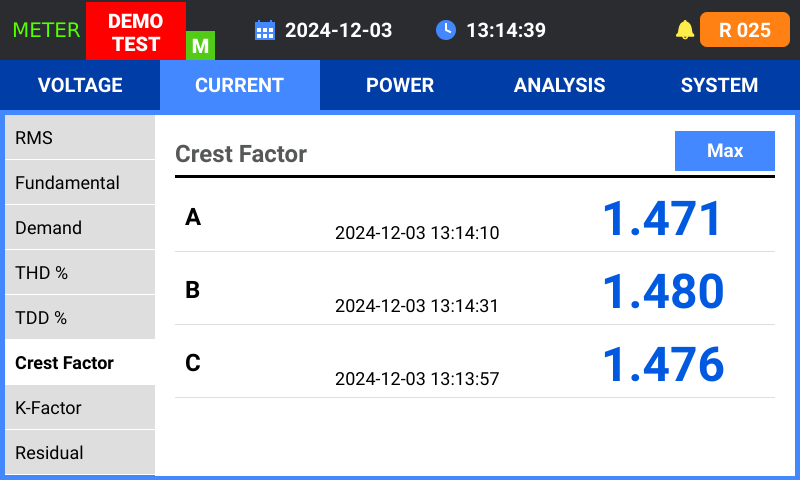 METER
DEMO
TEST
M
2024-12-03
13:14:39
R 025
VOLTAGE
CURRENT
POWER
ANALYSIS
SYSTEM
RMS
Fundamental
Demand
THD %
TDD %
Crest Factor
K-Factor
Residual
Crest Factor
Max
A
2024-12-03 13:14:10
1.471
B
2024-12-03 13:14:31
1.480
C
2024-12-03 13:13:57
1.476